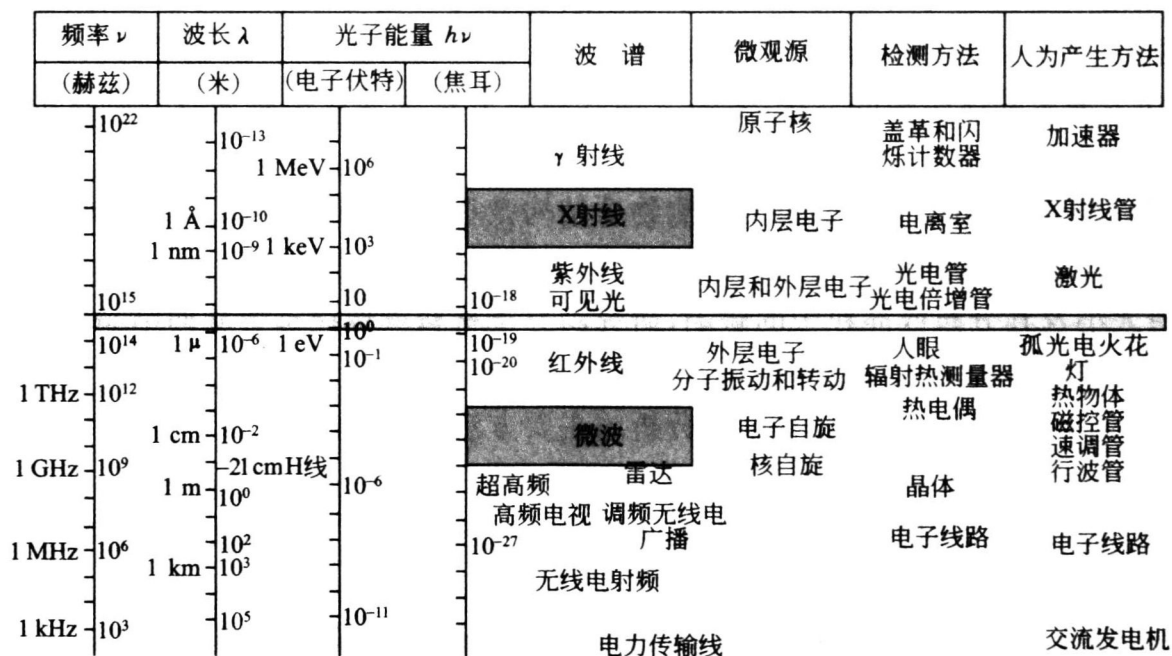 频率 ν 波长 λ 光子能量 hν 波 谱 微观源 检测方法 人为产生方法
(赫兹) (米) (电子伏特) (焦耳)
10²² 原子核 盖革和闪 加速器
10⁻¹³ γ 射线 烁计数器
1 MeV 10⁶
1 Å 10⁻¹⁰ X射线 内层电子 电离室 X射线管
1 nm 10⁻⁹ 1 keV 10³
紫外线 光电管 激光
10¹⁵ 10 10⁻¹⁸ 可见光 内层和外层电子 光电倍增管
10⁰
10¹⁴ 1 μ 10⁻⁶ 1 eV 10⁻¹ 10⁻¹⁹ 外层电子 人眼 孤光电火花
10⁻²⁰ 红外线 分子振动和转动 辐射热测量器 灯
1 THz 10¹² 热电偶 热物体
1 cm 10⁻² 微波 电子自旋 磁控管
速调管
1 GHz 10⁹ –21 cm H线 雷达 核自旋 行波管
1 m 10⁰ 10⁻⁶ 超高频 晶体
高频电视 调频无线电
1 MHz 10⁶ 10² 10⁻²⁷ 广播 电子线路 电子线路
1 km 10³ 无线电射频
1 kHz 10³ 10⁵ 10⁻¹¹ 电力传输线 交流发电机